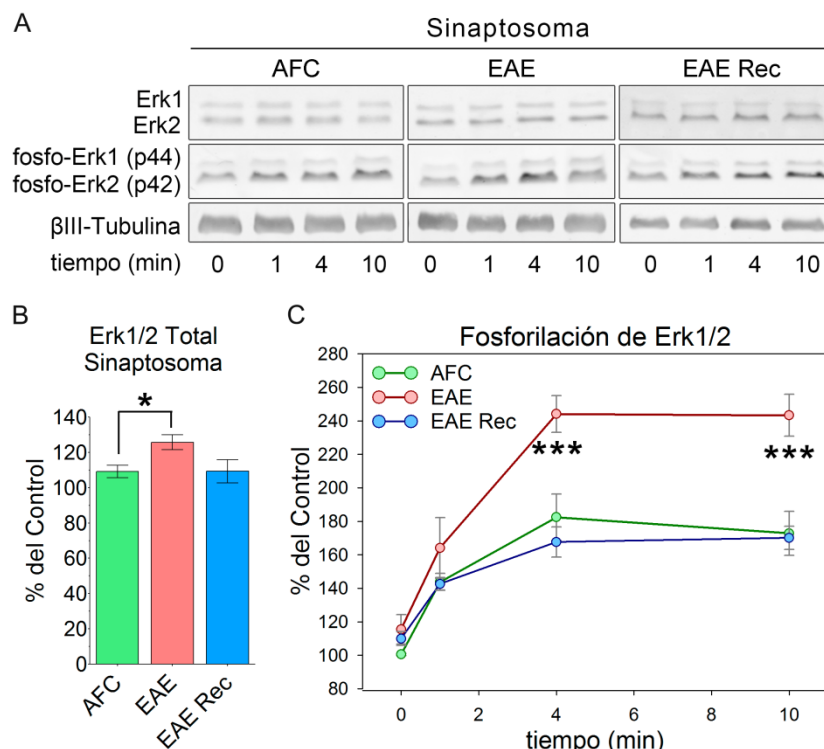 A
Sinaptosoma
AFC EAE EAE Rec
Erk1
Erk2
fosfo-Erk1 (p44)
fosfo-Erk2 (p42)
βIII-Tubulina
tiempo (min) 0 1 4 10 0 1 4 10 0 1 4 10
B
Erk1/2 Total
Sinaptosoma
% del Control
140
120
100
80
60
40
20
0
*
AFC EAE EAE Rec
C
Fosforilación de Erk1/2
% del Control
280
260
240
220
200
180
160
140
120
100
80
AFC
EAE
EAE Rec
*** ***
0 2 4 6 8 10
tiempo (min)